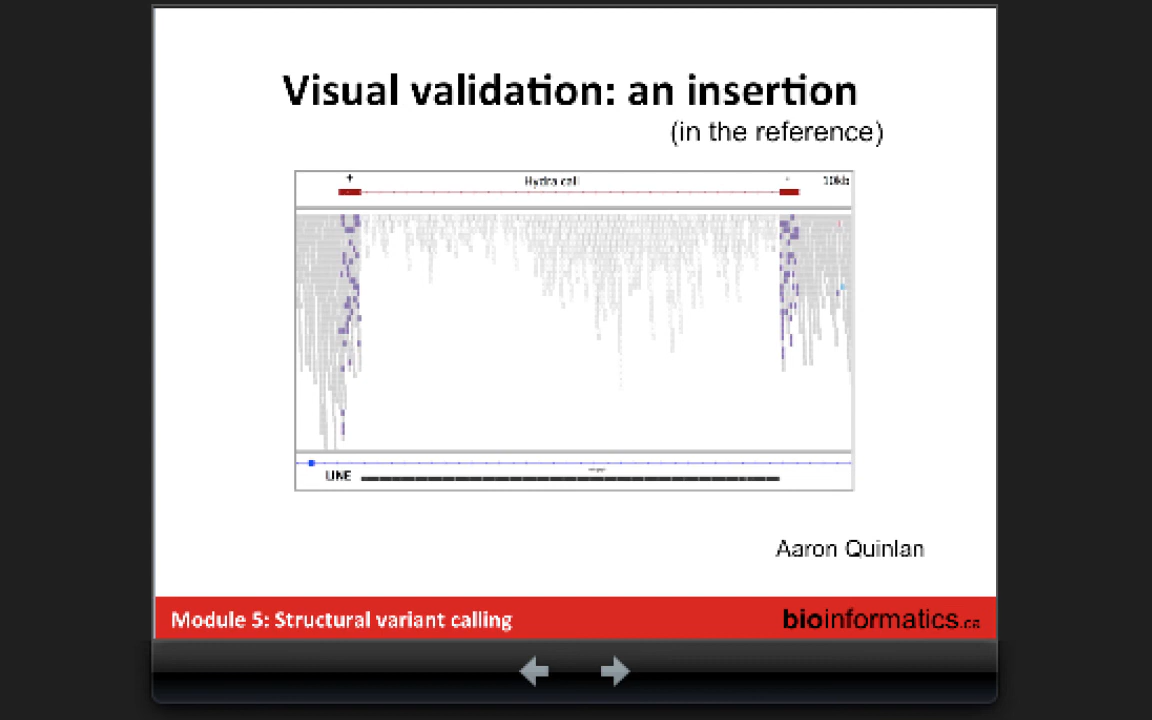 Visual validation: an insertion
(in the reference)
+ Hydra call - 10kb
LINE
Aaron Quinlan
Module 5: Structural variant calling
bioinformatics.ca